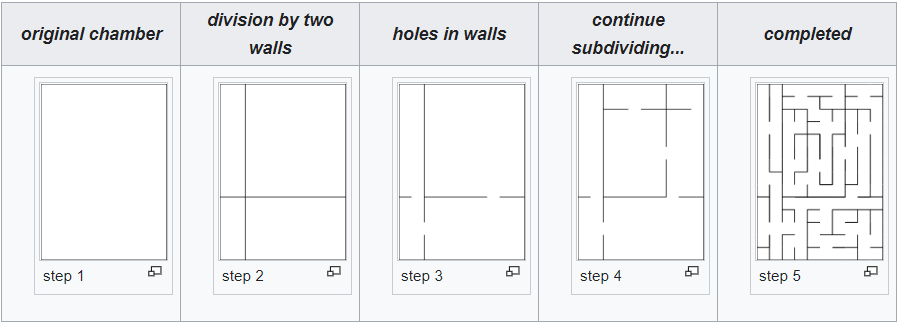 original chamber
division by two
walls
holes in walls
continue
subdividing...
completed
step 1
step 2
step 3
step 4
step 5